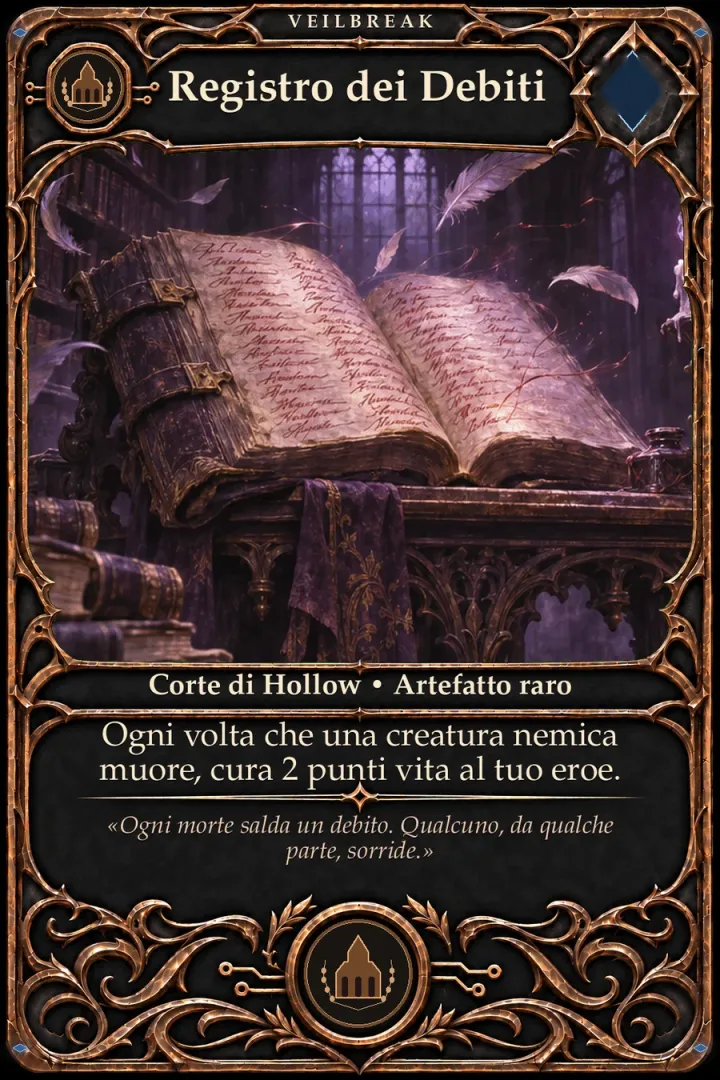 VEILBREAK
Registro dei Debiti
Corte di Hollow • Artefatto raro
Ogni volta che una creatura nemica
muore, cura 2 punti vita al tuo eroe.
«Ogni morte salda un debito. Qualcuno, da qualche
parte, sorride.»